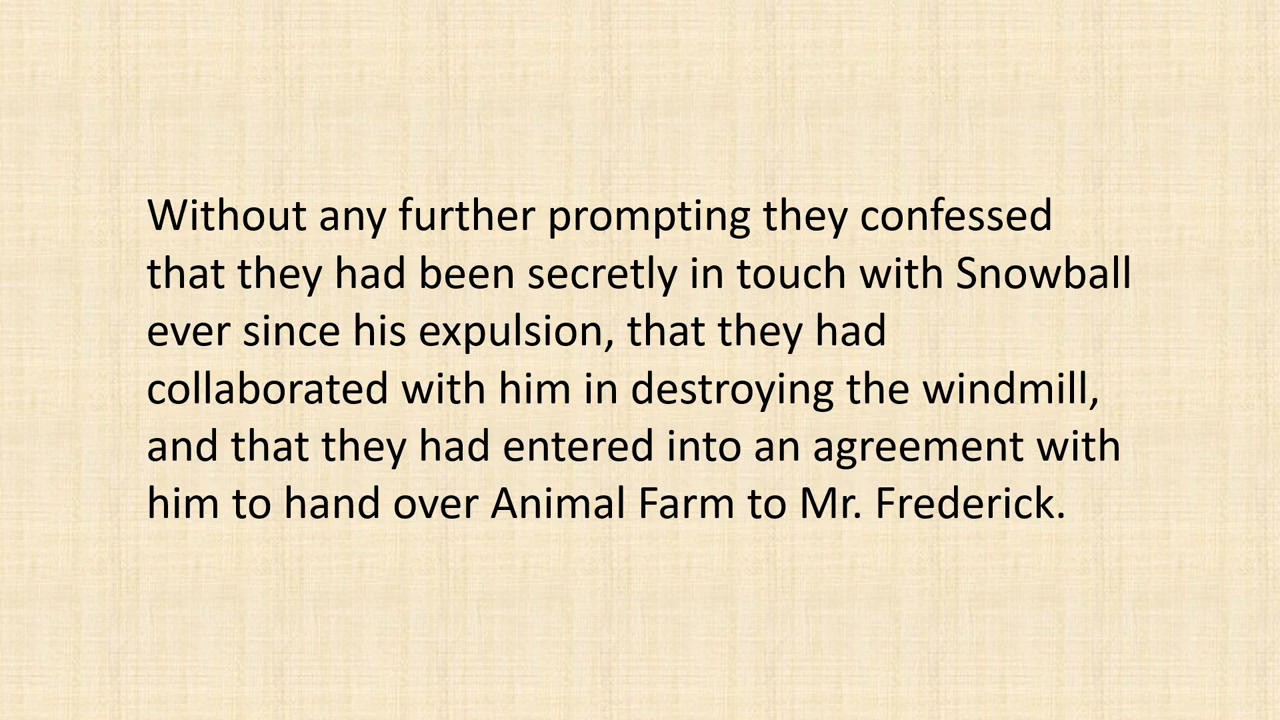 Without any further prompting they confessed
that they had been secretly in touch with Snowball
ever since his expulsion, that they had
collaborated with him in destroying the windmill,
and that they had entered into an agreement with
him to hand over Animal Farm to Mr. Frederick.